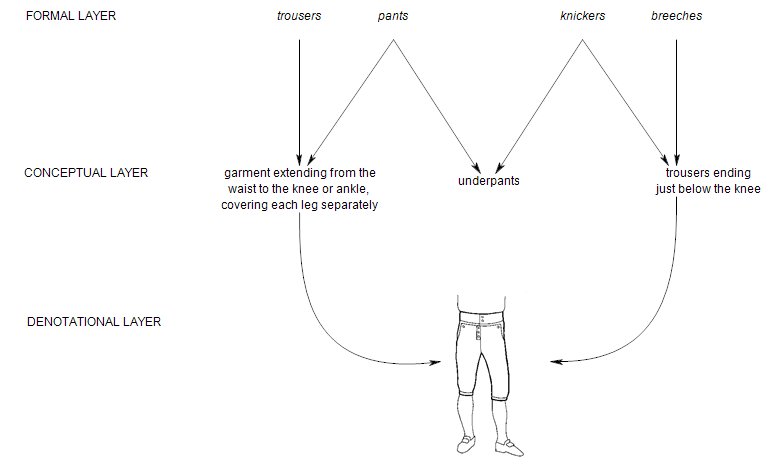 FORMAL LAYER
trousers
pants
knickers
breeches
CONCEPTUAL LAYER
garment extending from the
waist to the knee or ankle,
covering each leg separately
underpants
trousers ending
just below the knee
DENOTATIONAL LAYER